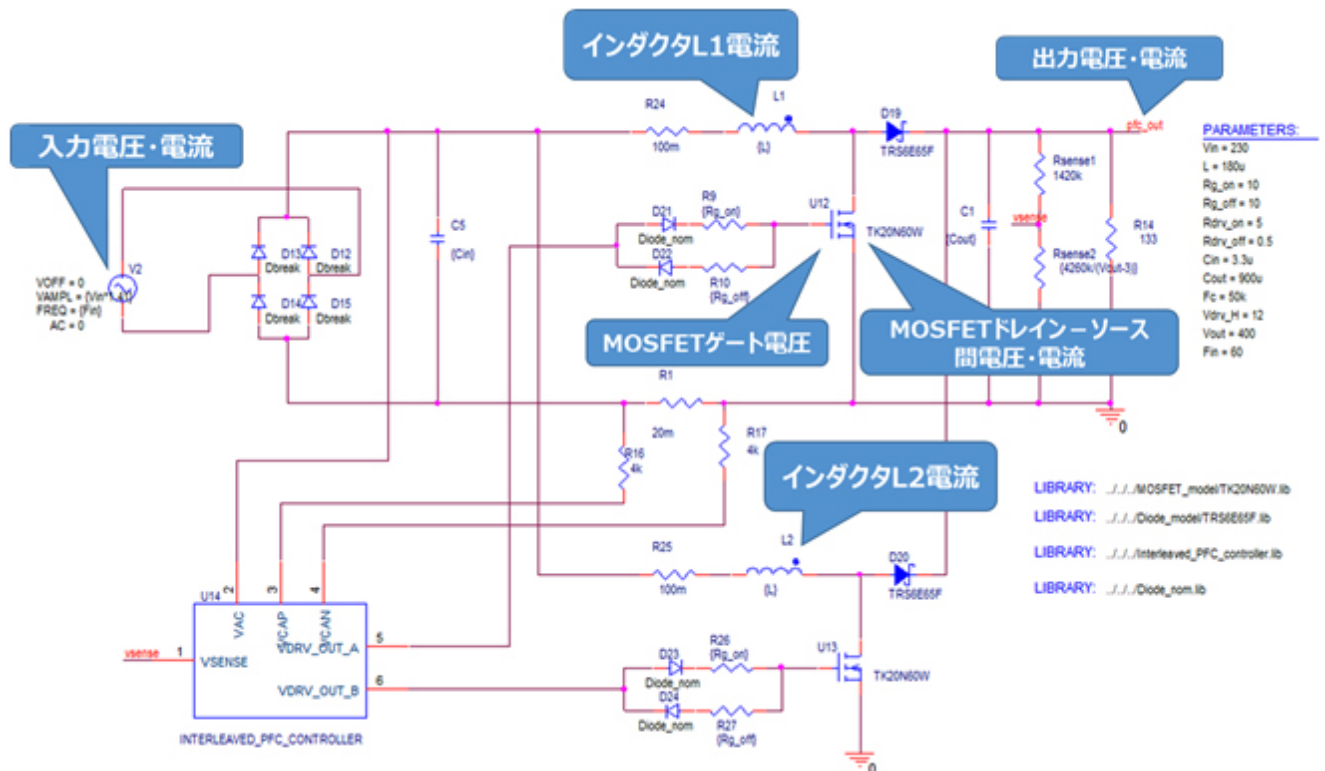 インダクタL1電流
出力電圧・電流
入力電圧・電流
R24
100m
L1
{L}
D19
TRS6E65F
pfc_out
PARAMETERS:
Vin = 230
L = 180u
Rg_on = 10
Rg_off = 10
Rdrv_on = 5
Rdrv_off = 0.5
Cin = 3.3u
Cout = 900u
Fc = 50k
Vdrv_H = 12
Vout = 400
Fin = 60
Rsense1
1420k
vsense
Rsense2
{4260k/(Vout-3)}
R14
133
C1
{Cout}
U12
TK20N60W
D21
Diode_nom
R9
{Rg_on}
D22
Diode_nom
R10
{Rg_off}
C5
{Cin}
V2
VOFF = 0
FREQ = {Fin}
AC = 0
D13
Dbreak
D12
Dbreak
D14
Dbreak
D15
Dbreak
MOSFETゲート電圧
MOSFETドレイン－ソース
間電圧・電流
R1
20m
R16
4k
R17
4k
0
インダクタL2電流
LIBRARY: ../../../MOSFET_model/TK20N60W.lib
LIBRARY: ../../../Diode_model/TRS6E65F.lib
LIBRARY: ../../../Interleaved_PFC_controller.lib
LIBRARY: ../../../Diode_nom.lib
R25
100m
L2
{L}
D20
TRS6E65F
U14
2
3
4
VAC
VCAP
VCAN
vsense
1
VSENSE
VDRV_OUT_A
5
VDRV_OUT_B
6
INTERLEAVED_PFC_CONTROLLER
D23
Diode_nom
R26
{Rg_on}
D24
Diode_nom
R27
{Rg_off}
U13
TK20N60W
0